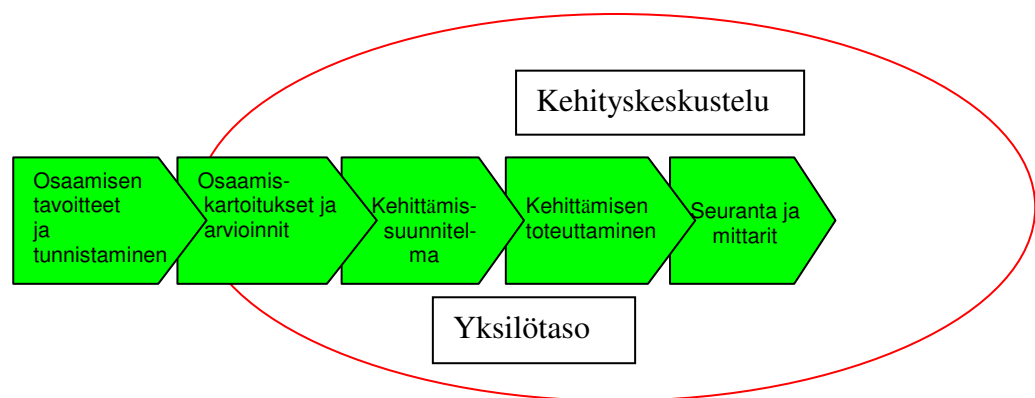 Kehityskeskustelu
Osaamisen
tavoitteet
ja
tunnistaminen
Osaamis-
kartoitukset ja
arvioinnit
Kehittämis-
suunnitel-
ma
Kehittämisen
toteuttaminen
Seuranta ja
mittarit
Yksilötaso